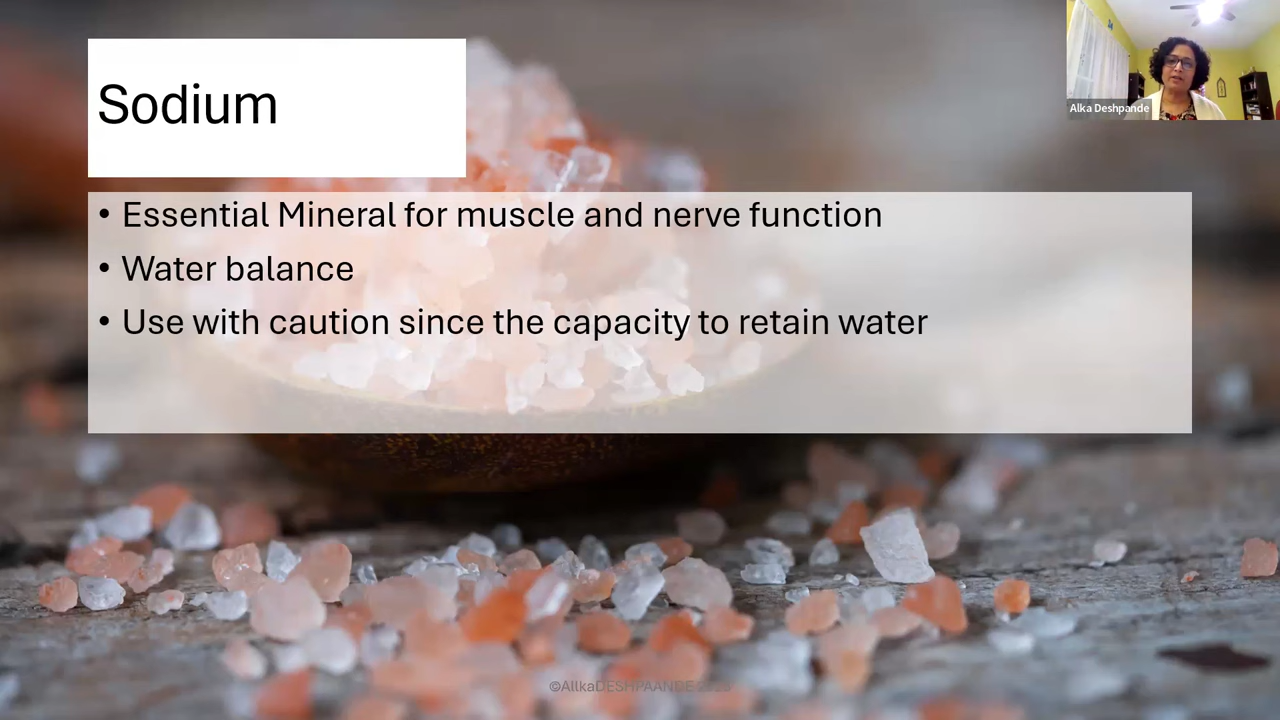 Sodium
Alka Deshpande
• Essential Mineral for muscle and nerve function
• Water balance
• Use with caution since the capacity to retain water
©AllkaDESHPAANDE